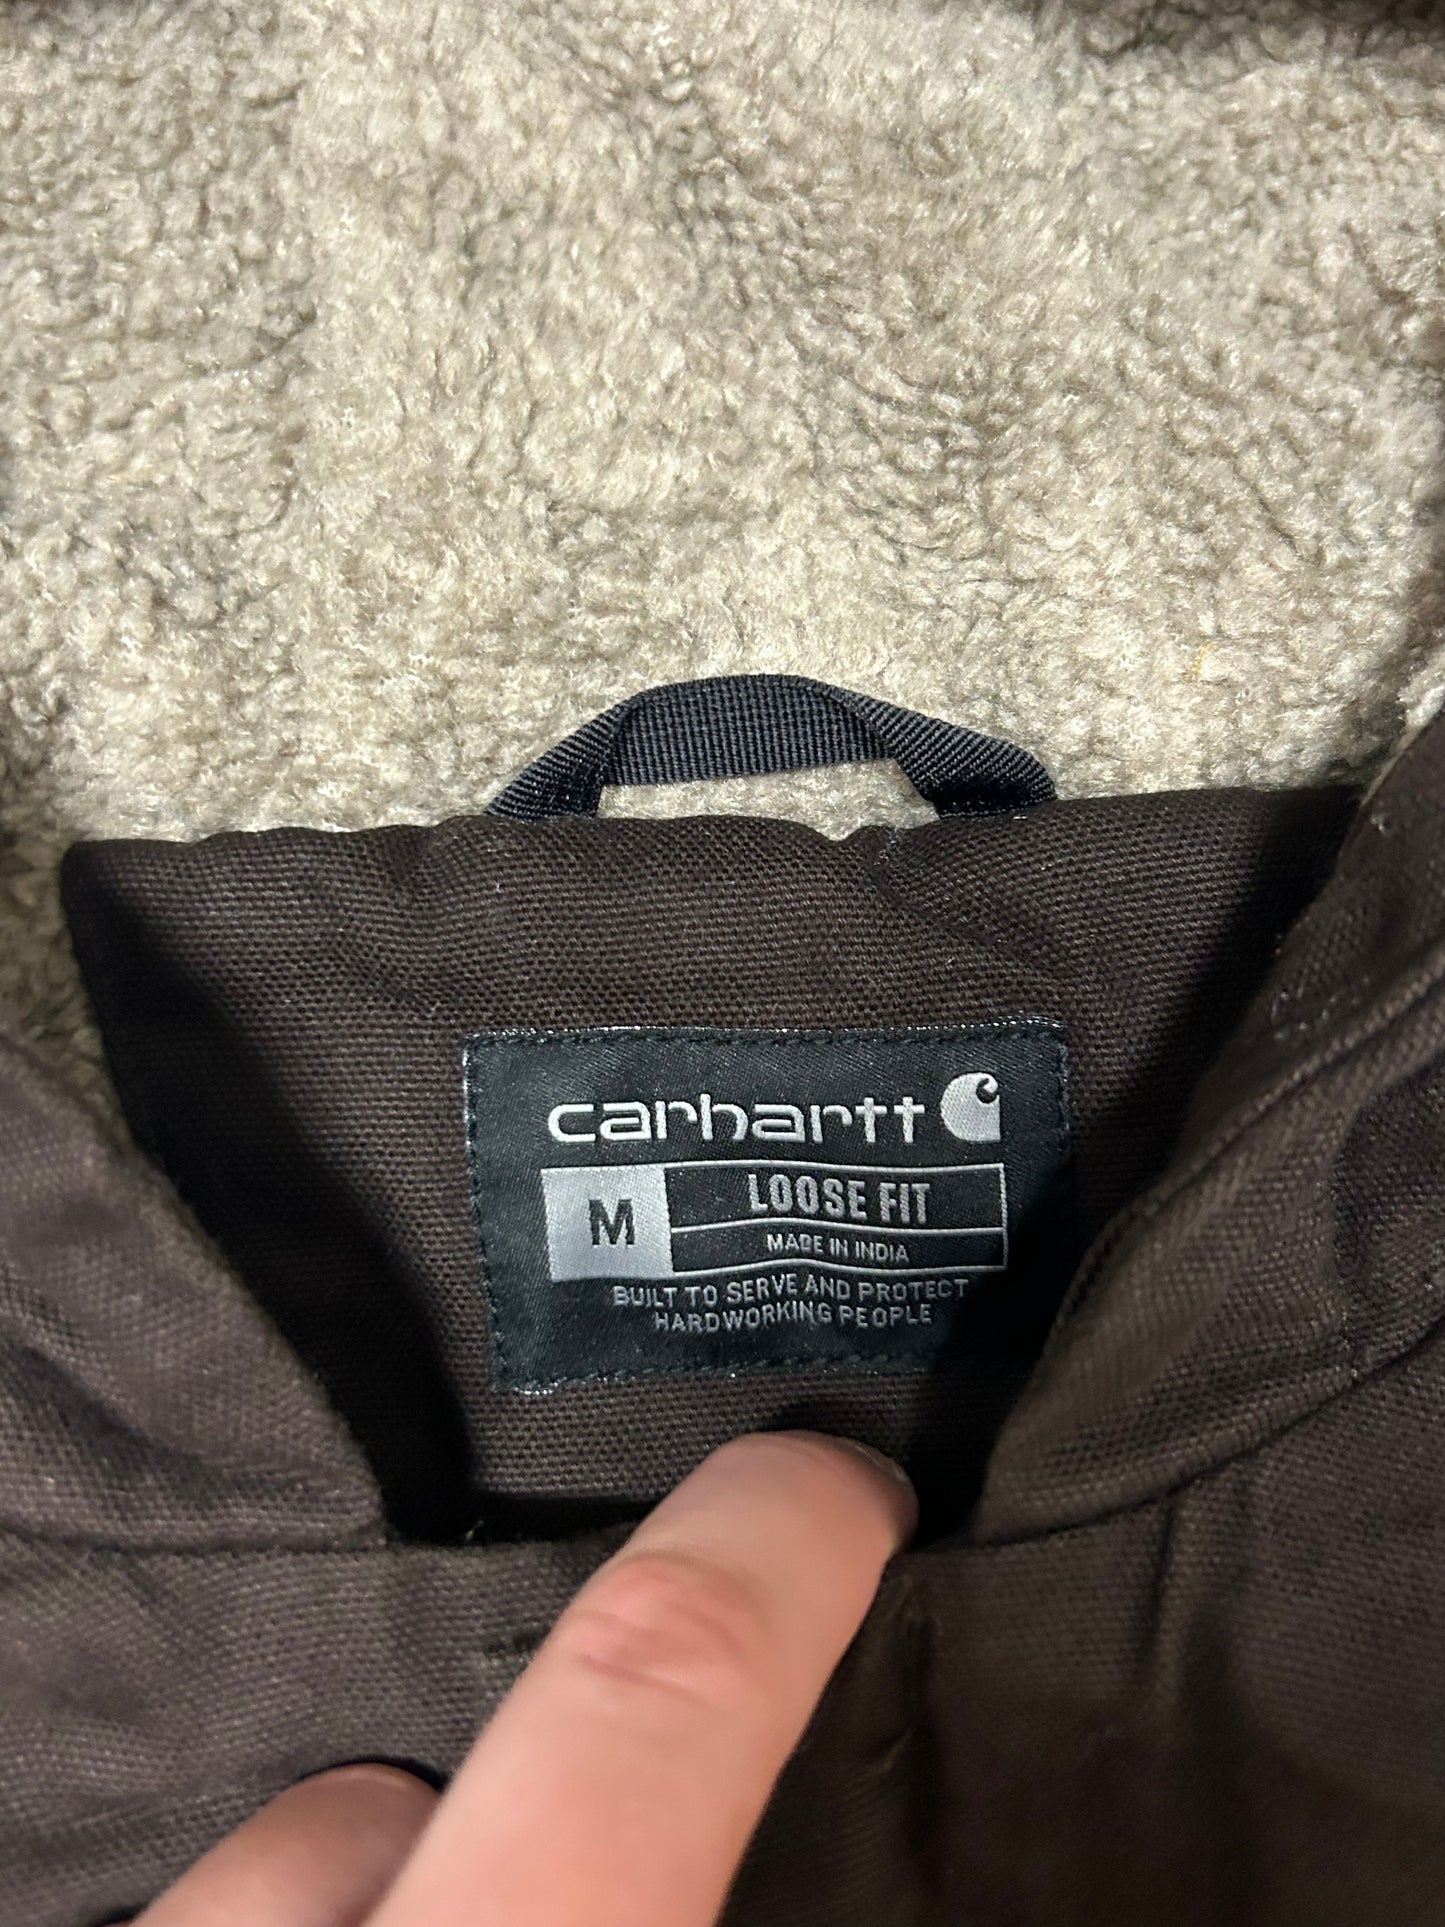 carhartt
M
LOOSE FIT
MADE IN INDIA
BUILT TO SERVE AND PROTECT
HARDWORKING PEOPLE